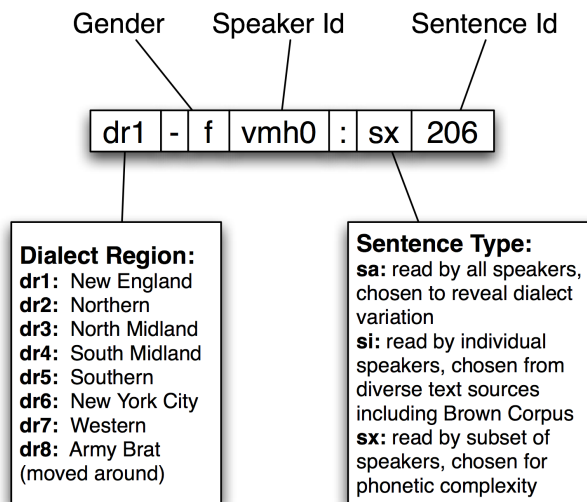 Gender Speaker Id Sentence Id
dr1 - f vmh0 : sx 206
Dialect Region:
dr1: New England
dr2: Northern
dr3: North Midland
dr4: South Midland
dr5: Southern
dr6: New York City
dr7: Western
dr8: Army Brat
(moved around)
Sentence Type:
sa: read by all speakers,
chosen to reveal dialect
variation
si: read by individual
speakers, chosen from
diverse text sources
including Brown Corpus
sx: read by subset of
speakers, chosen for
phonetic complexity